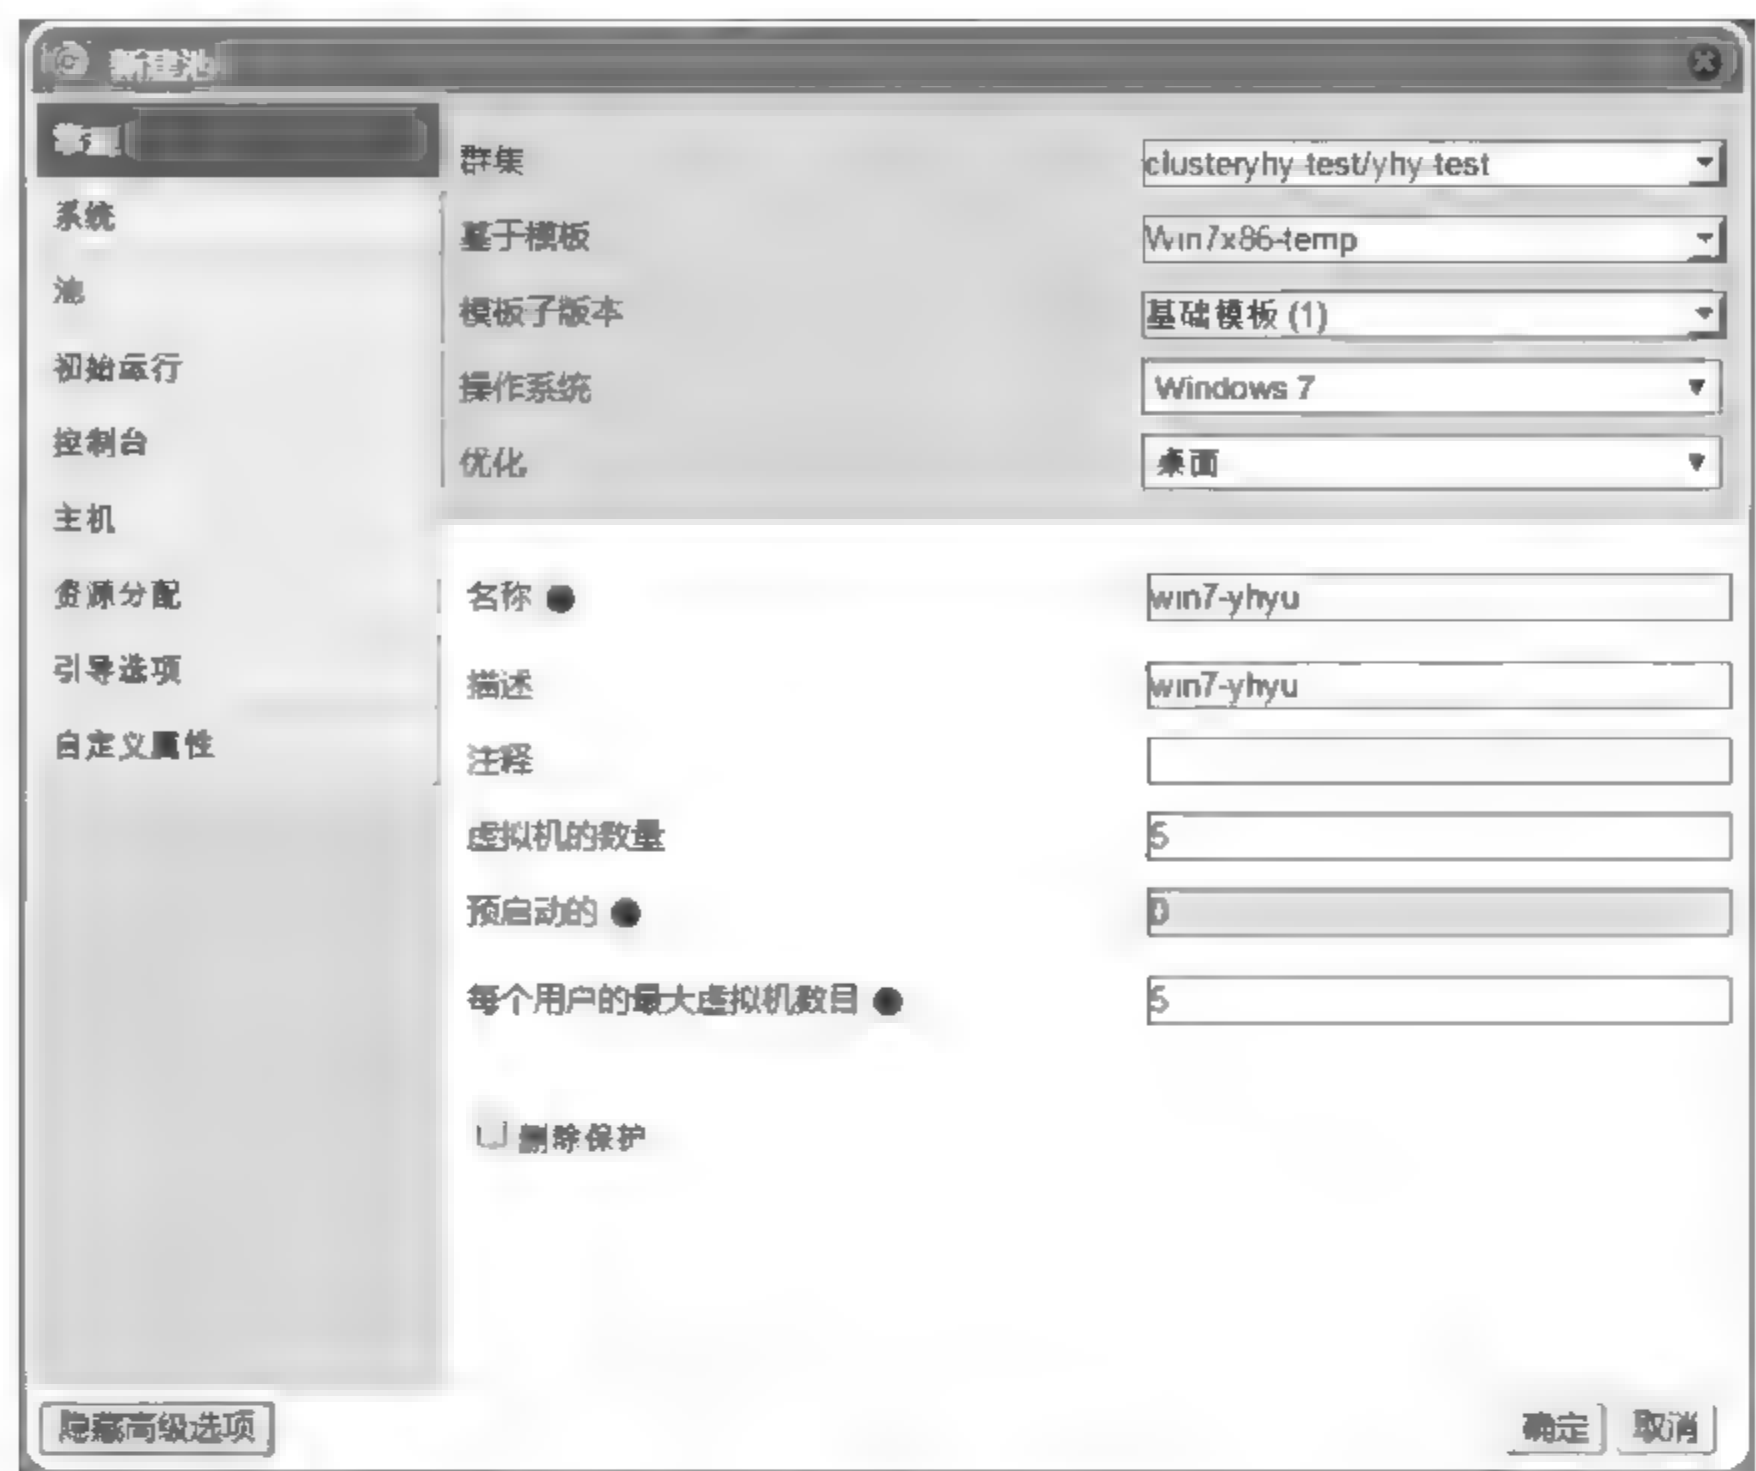 新建池
常规
群集 clusteryhy-test/yhy-test
系统
基于模板 Win7x86-temp
池
模板子版本 基础模板 (1)
初始运行
操作系统 Windows 7
控制台
优化 桌面
主机
资源分配
名称 win7-yhyu
引导选项
描述 win7-yhyu
自定义属性
注释
虚拟机的数量 5
预启动的 0
每个用户的最大虚拟机数目 5
删除保护
隐藏高级选项 确定 取消